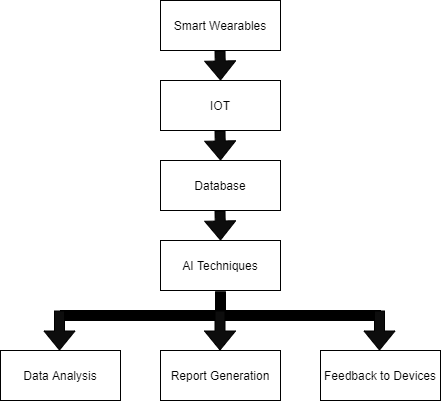 Smart Wearables
IOT
Database
AI Techniques
Data Analysis
Report Generation
Feedback to Devices